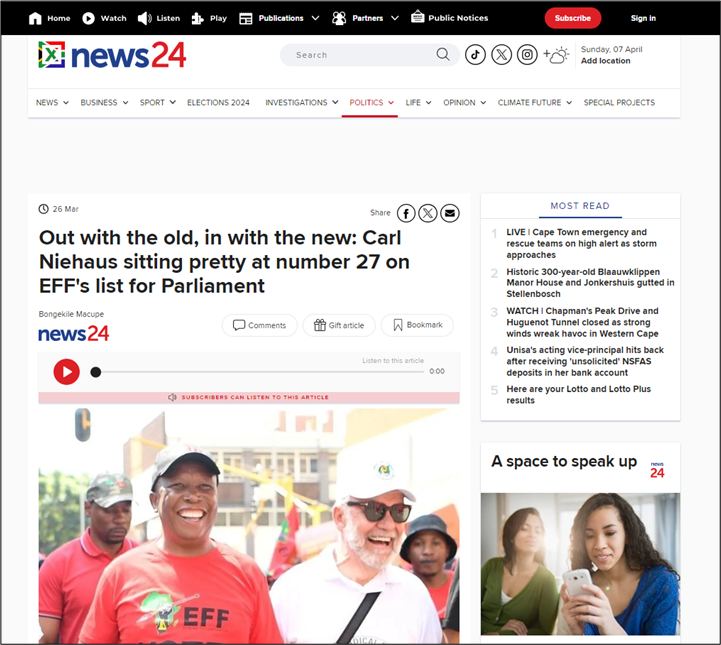 Home Watch Listen Play Publications Partners Public Notices Subscribe Sign in
news24
Search
Sunday, 07 April
Add location
NEWS BUSINESS SPORT ELECTIONS 2024 INVESTIGATIONS POLITICS LIFE OPINION CLIMATE FUTURE SPECIAL PROJECTS
26 Mar
Share
Out with the old, in with the new: Carl
Niehaus sitting pretty at number 27 on
EFF's list for Parliament
Bongekile Macupe
news24
Comments
Gift article
Bookmark
Listen to this article
0:00
SUBSCRIBERS CAN LISTEN TO THIS ARTICLE
EFF
MOST READ
1 LIVE | Cape Town emergency and
rescue teams on high alert as storm
approaches
2 Historic 300-year-old Blaauwklippen
Manor House and Jonkershuis gutted in
Stellenbosch
3 WATCH | Chapman's Peak Drive and
Huguenot Tunnel closed as strong
winds wreak havoc in Western Cape
4 Unisa's acting vice-principal hits back
after receiving 'unsolicited' NSFAS
deposits in her bank account
5 Here are your Lotto and Lotto Plus
results
A space to speak up
news
24